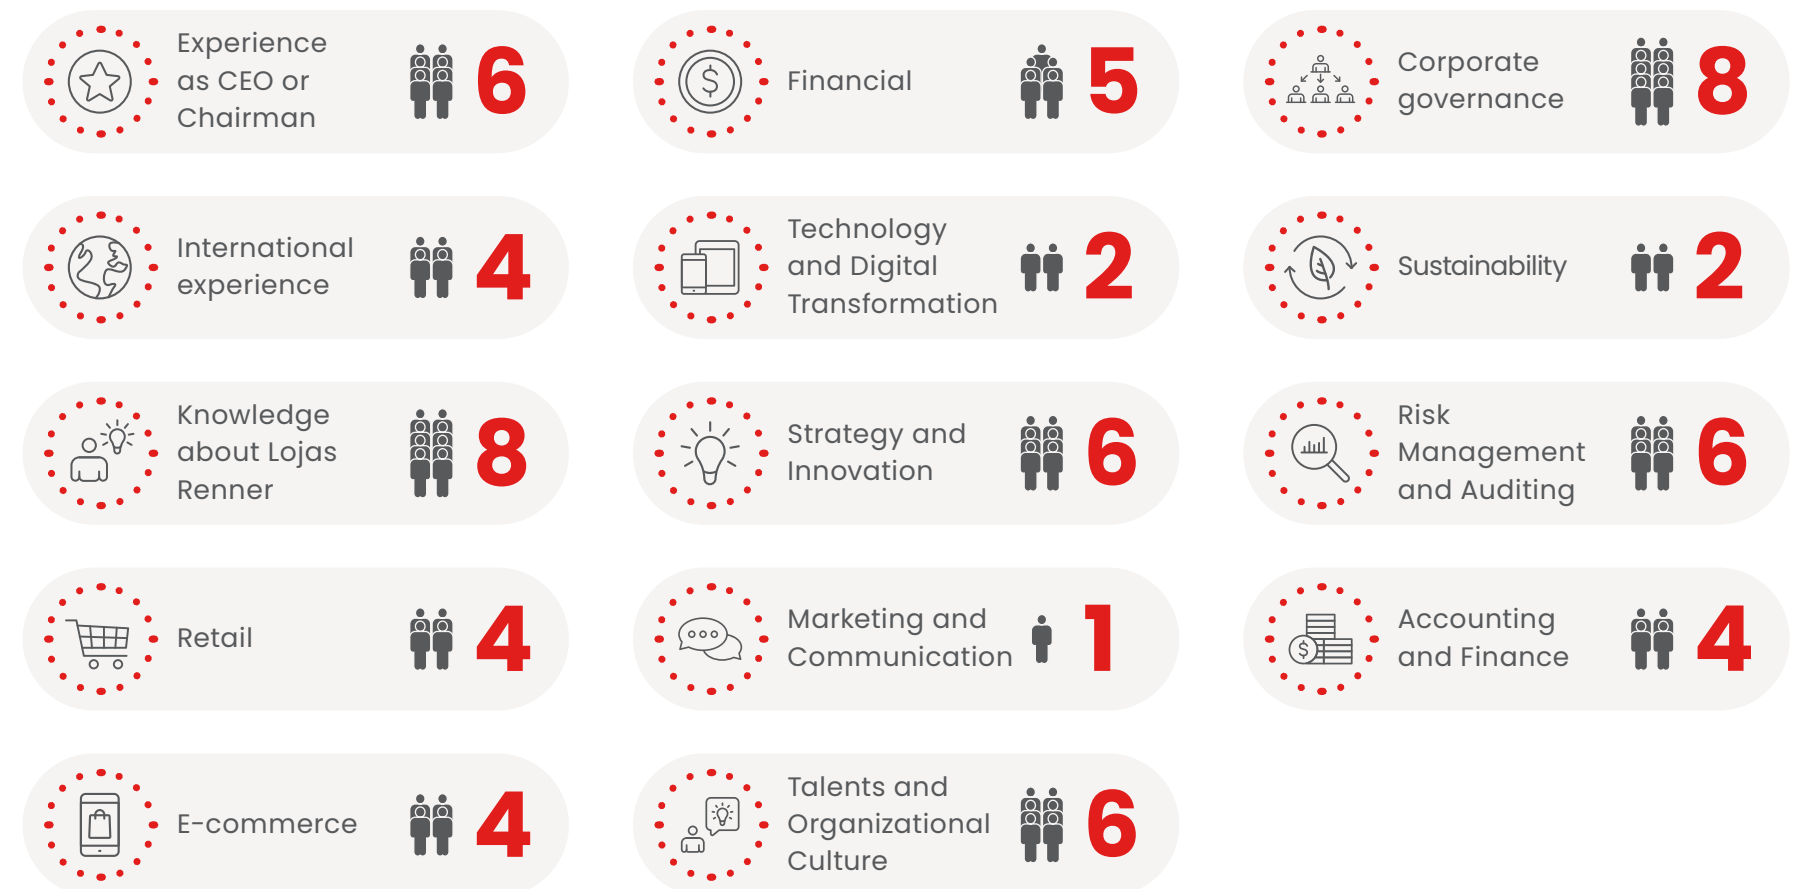 Experience
as CEO or
Chairman
6
Financial
5
Corporate
governance
8
International
experience
4
Technology
and Digital
Transformation
2
Sustainability
2
Knowledge
about Lojas
Renner
8
Strategy and
Innovation
6
Risk
Management
and Auditing
6
Retail
4
Marketing and
Communication
1
Accounting
and Finance
4
E-commerce
4
Talents and
Organizational
Culture
6